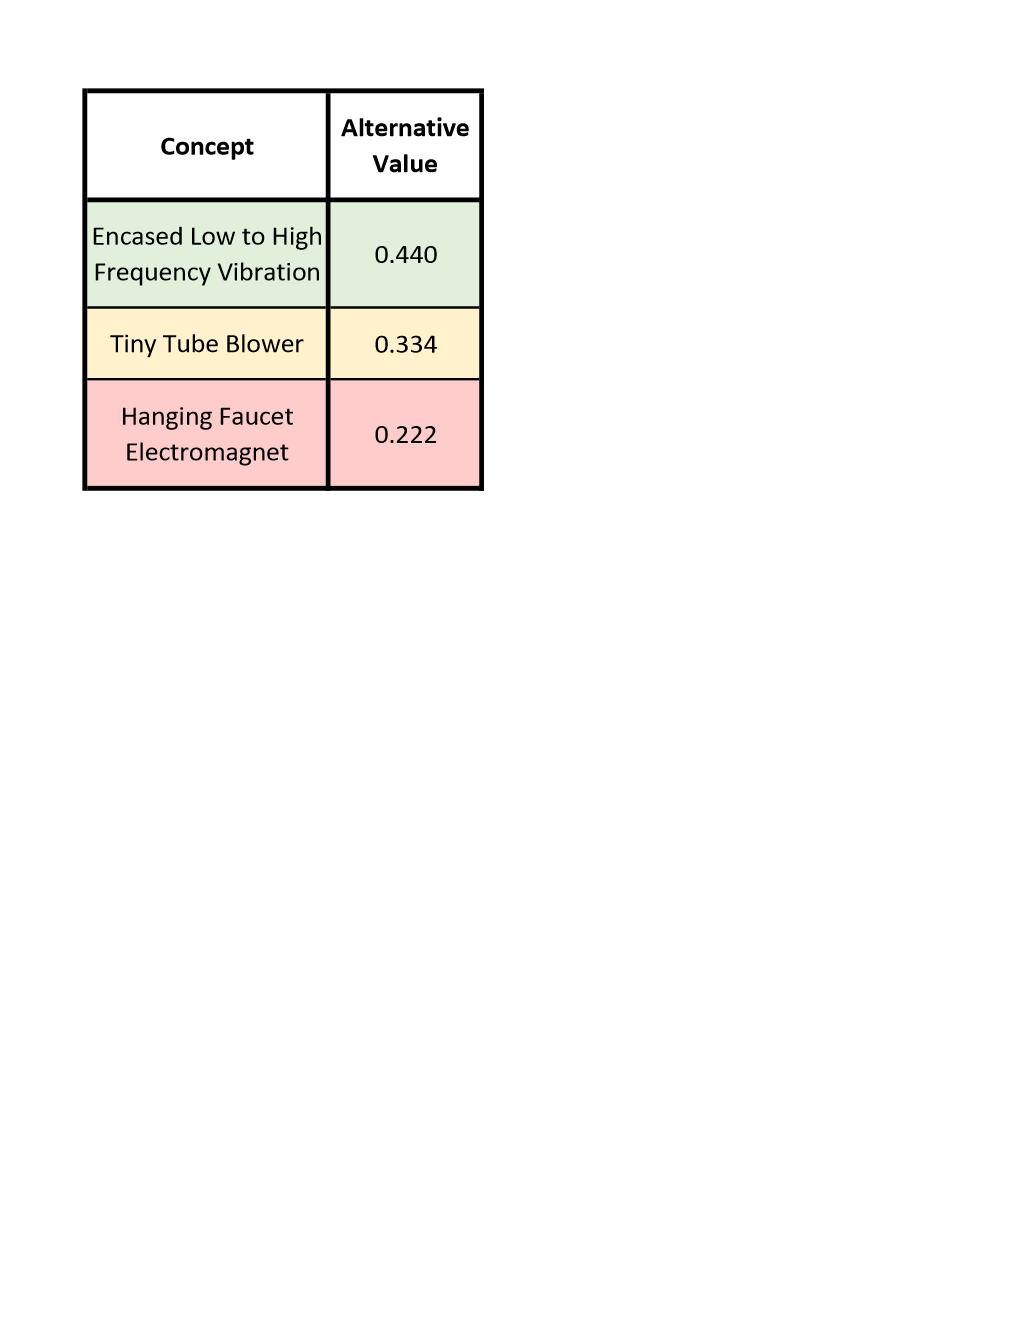 Concept
Alternative
Value
Encased Low to High
Frequency Vibration
0.440
Tiny Tube Blower
0.334
Hanging Faucet
Electromagnet
0.222